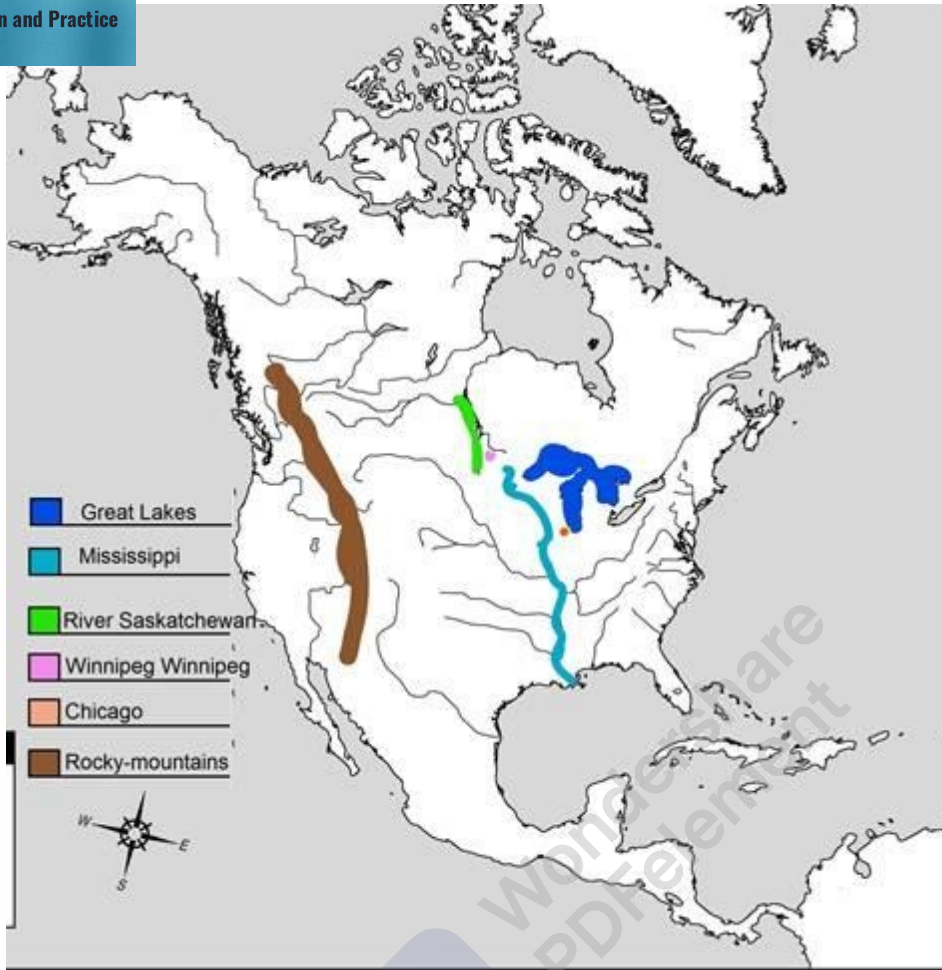 n and Practice
Great Lakes
Mississippi
River Saskatchewan
Winnipeg Winnipeg
Chicago
Rocky-mountains
W
E
S
Wondershare
PDFelement